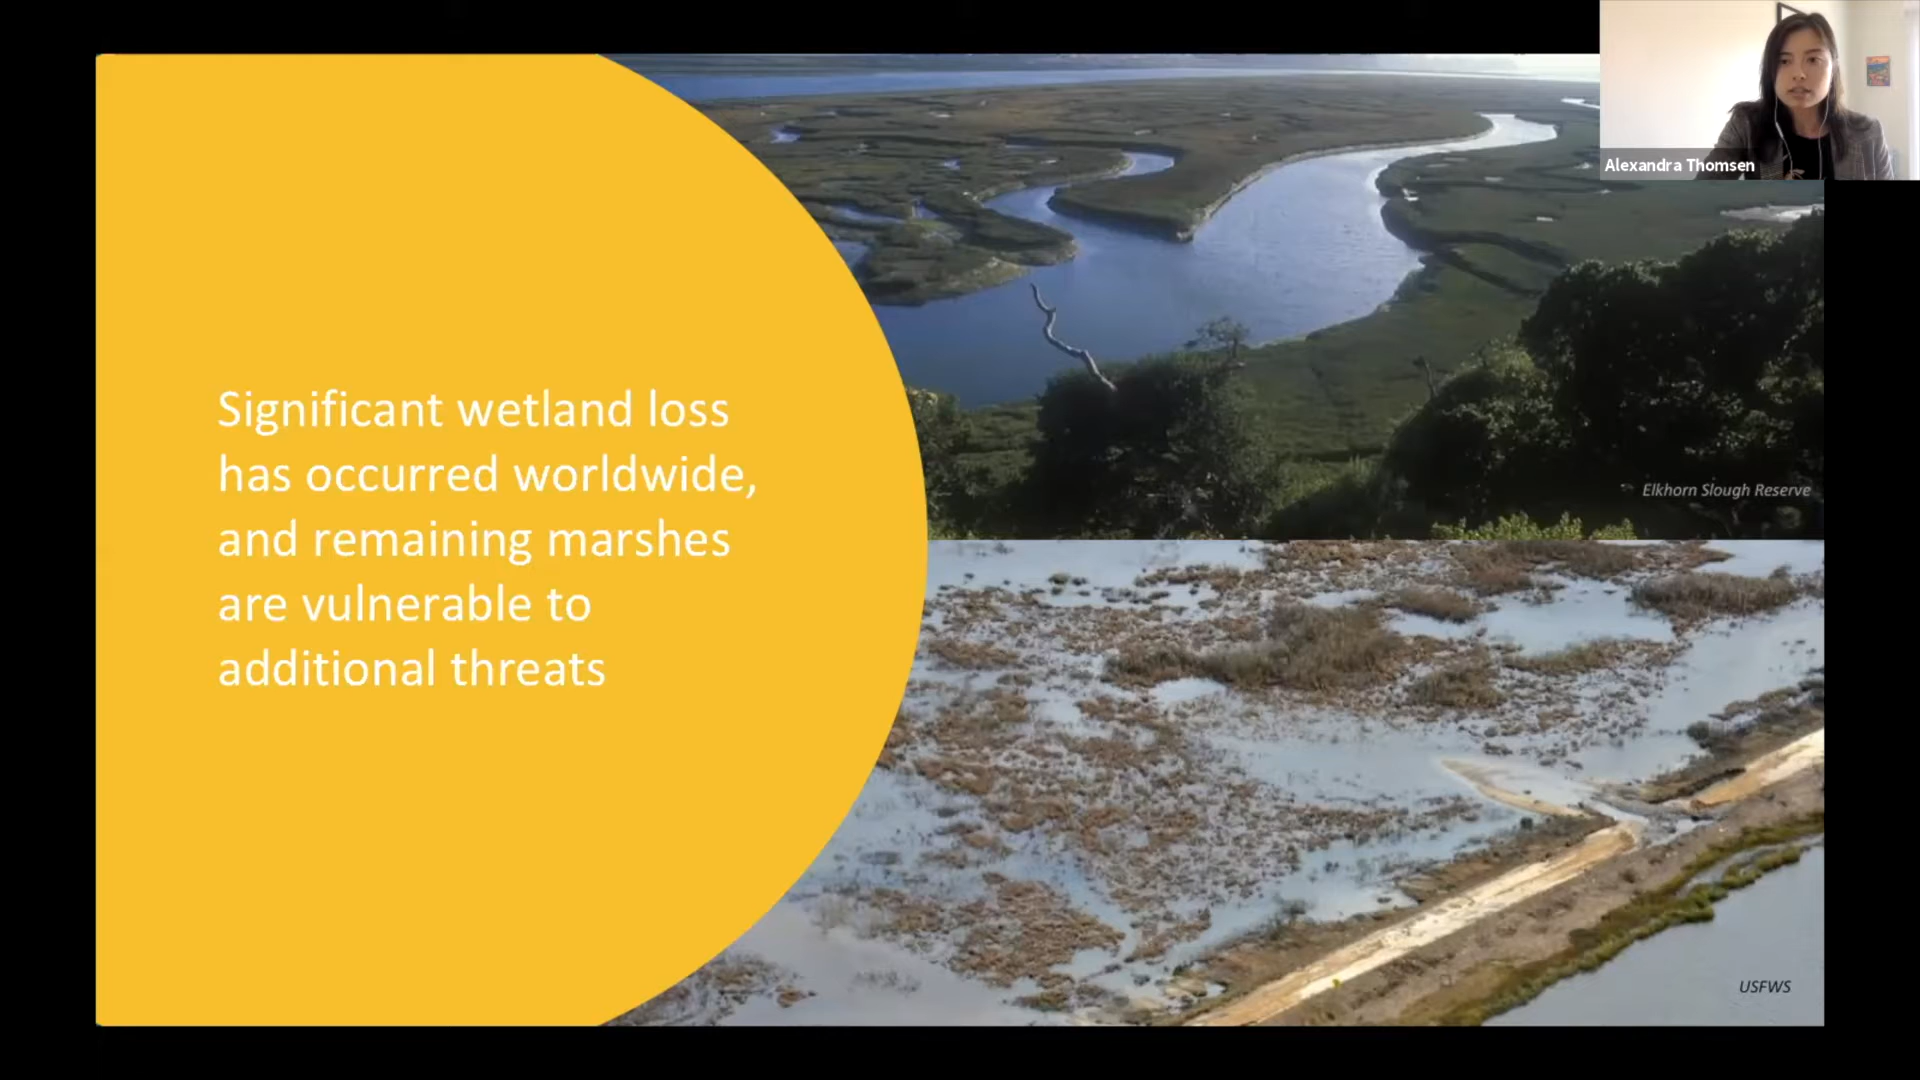 Significant wetland loss
has occurred worldwide,
and remaining marshes
are vulnerable to
additional threats
Alexandra Thomsen
Elkhorn Slough Reserve
USFWS